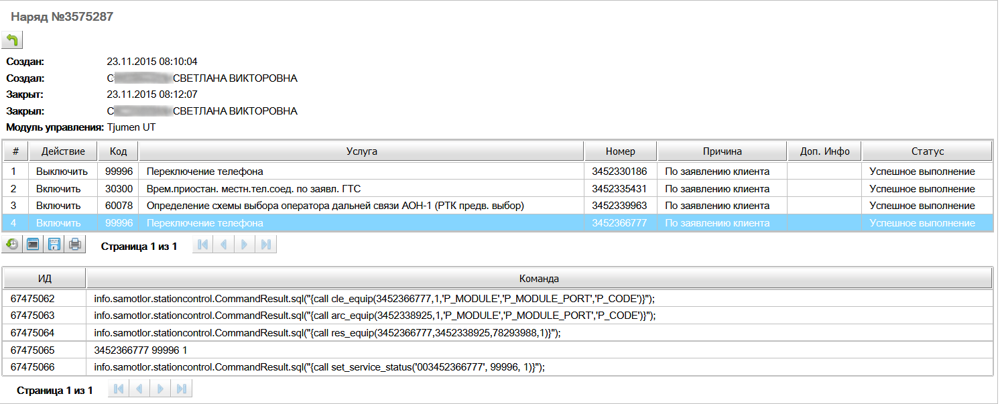 Наряд №3575287
Создан: 23.11.2015 08:10:04
Создал: С СВЕТЛАНА ВИКТОРОВНА
Закрыт: 23.11.2015 08:12:07
Закрыл: С СВЕТЛАНА ВИКТОРОВНА
Модуль управления: Tjumen UT
# Действие Код Услуга Номер Причина Доп. Инфо Статус
1 Выключить 99996 Переключение телефона 3452330186 По заявлению клиента Успешное выполнение
2 Включить 30300 Врем.приостан. местн.тел.соед. по заявл. ГТС 3452335431 По заявлению клиента Успешное выполнение
3 Включить 60078 Определение схемы выбора оператора дальней связи АОН-1 (РТК предв. выбор) 3452339963 По заявлению клиента Успешное выполнение
4 Включить 99996 Переключение телефона 3452366777 По заявлению клиента Успешное выполнение
Страница 1 из 1
ИД Команда
67475062 info.samotlor.stationcontrol.CommandResult.sql("{call cle_equip(3452366777,1,'P_MODULE','P_MODULE_PORT','P_CODE')}");
67475063 info.samotlor.stationcontrol.CommandResult.sql("{call arc_equip(3452338925,1,'P_MODULE','P_MODULE_PORT','P_CODE')}");
67475064 info.samotlor.stationcontrol.CommandResult.sql("{call res_equip(3452366777,3452338925,78293988,1)}");
67475065 3452366777 99996 1
67475066 info.samotlor.stationcontrol.CommandResult.sql("{call set_service_status('003452366777', 99996, 1)}");
Страница 1 из 1